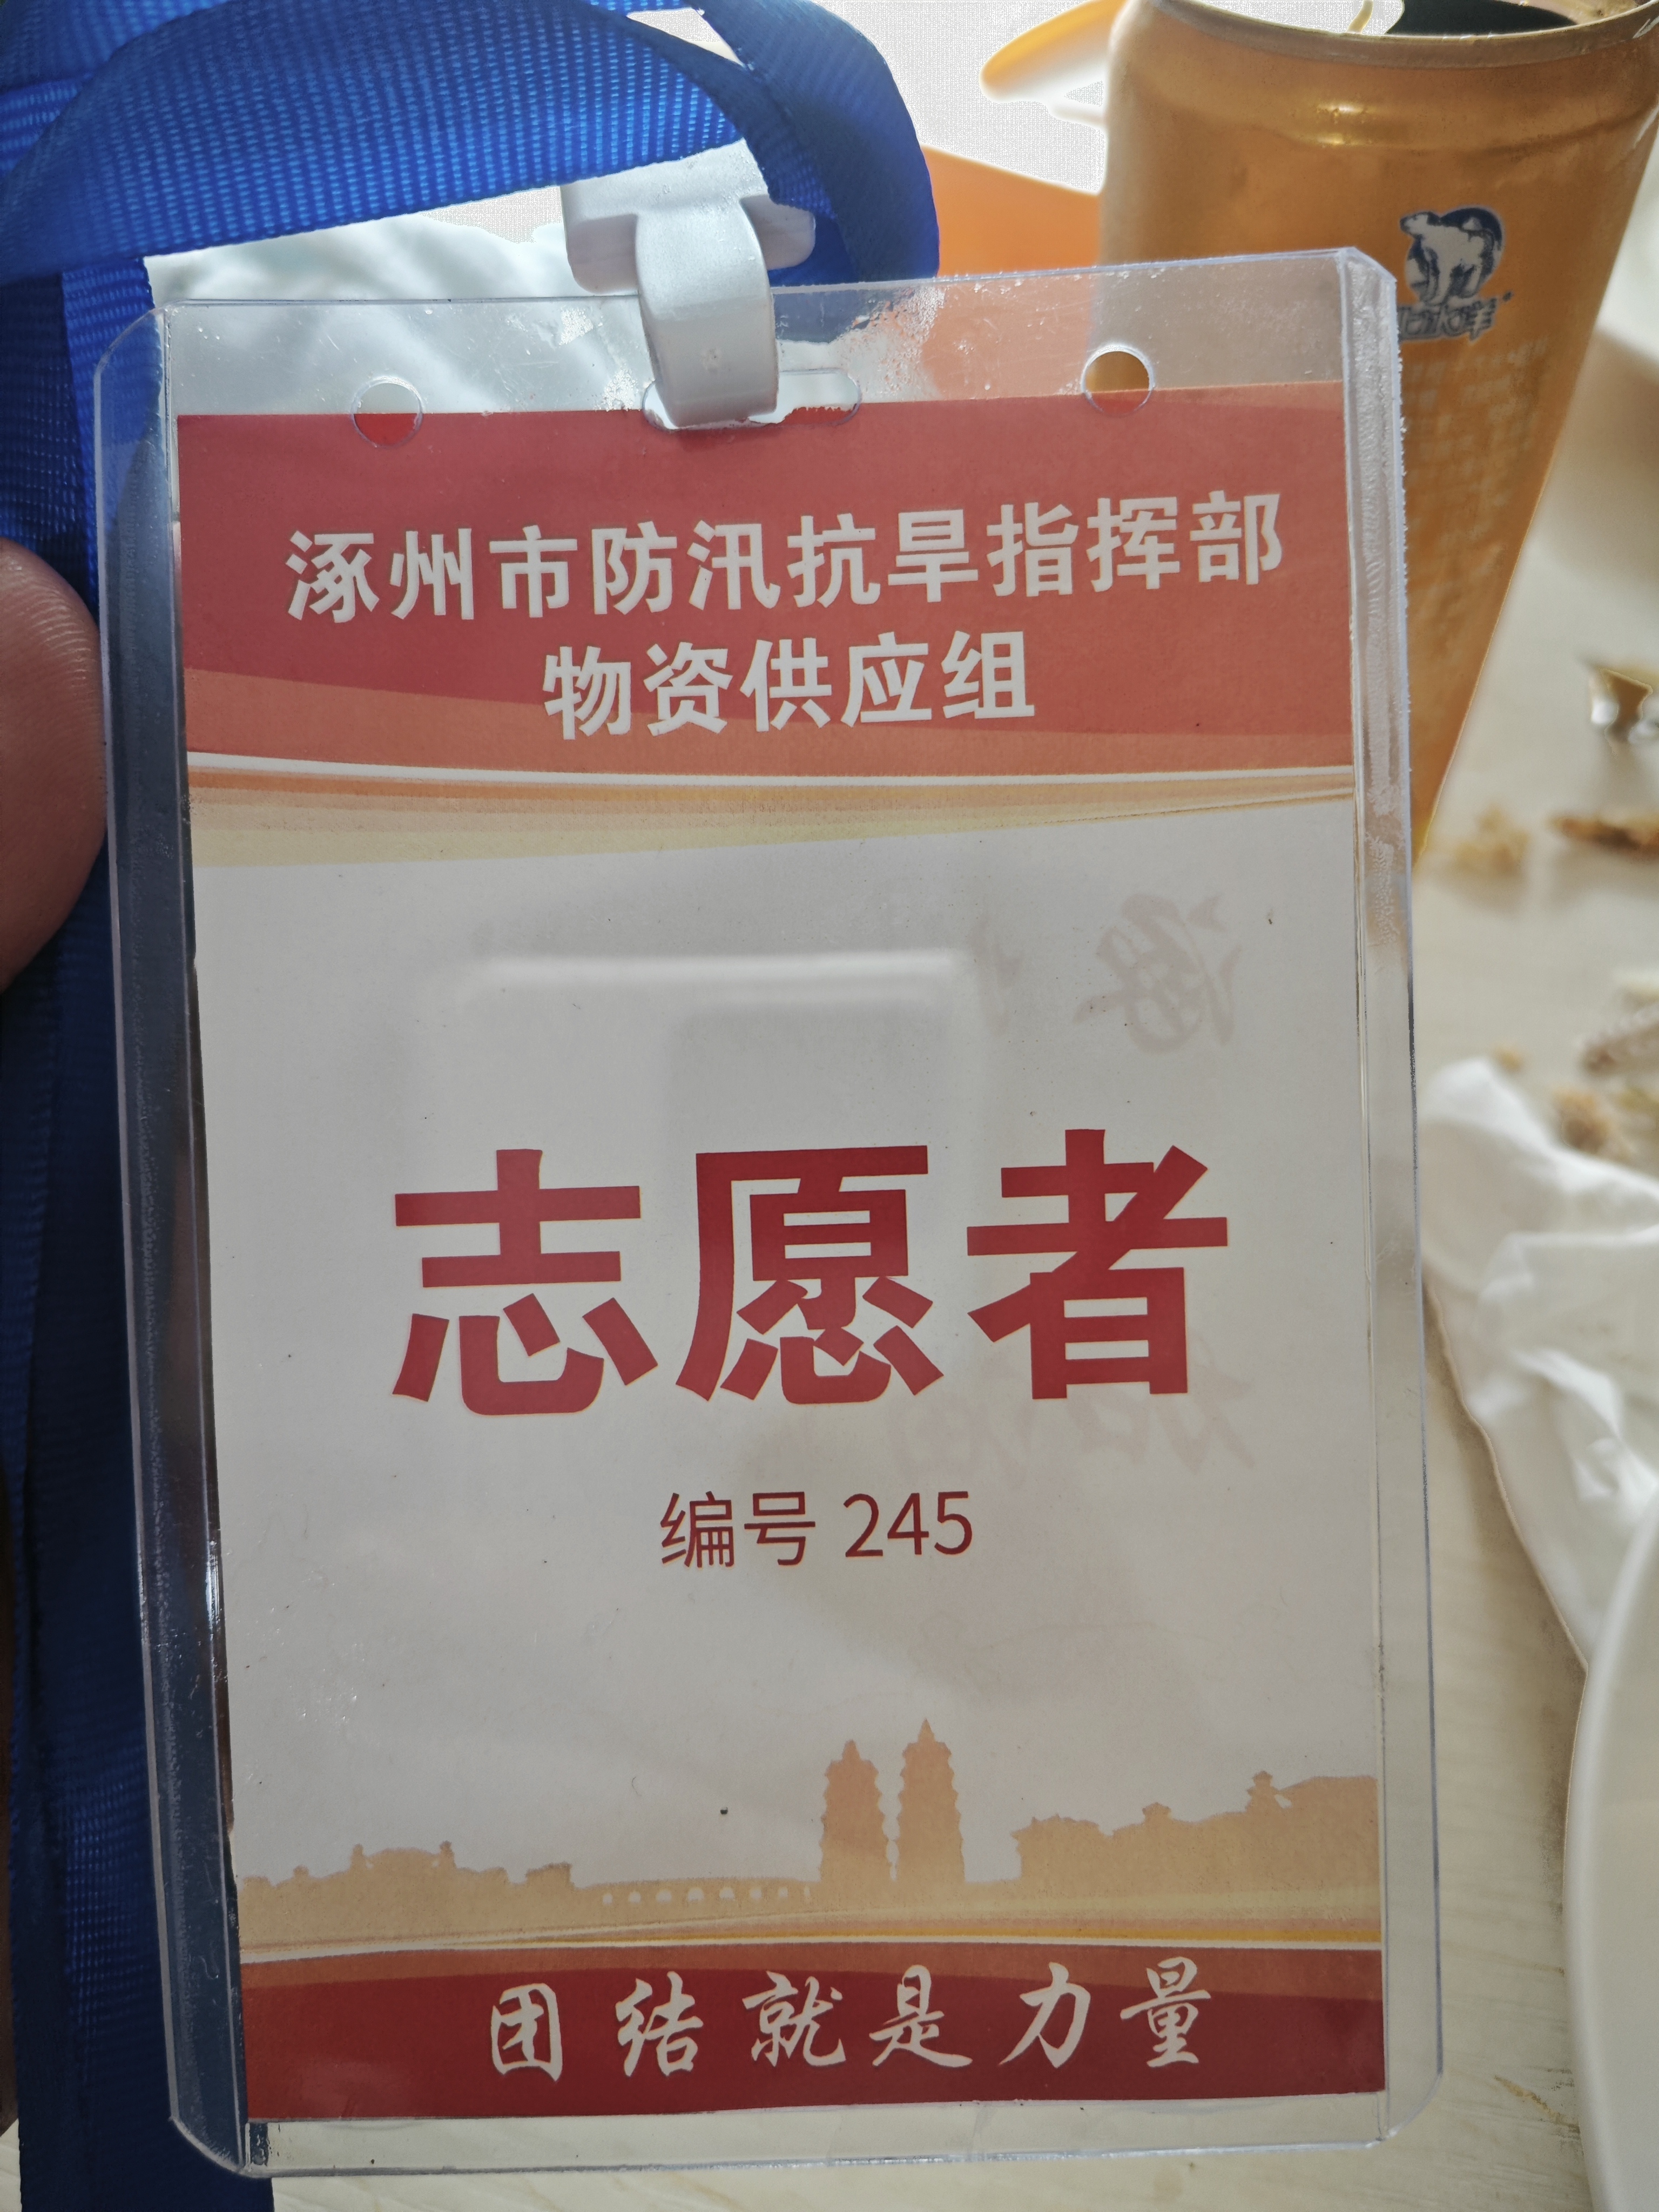 涿州市防汛抗旱指挥部
物资供应组
志愿者
编号 245
团结就是力量